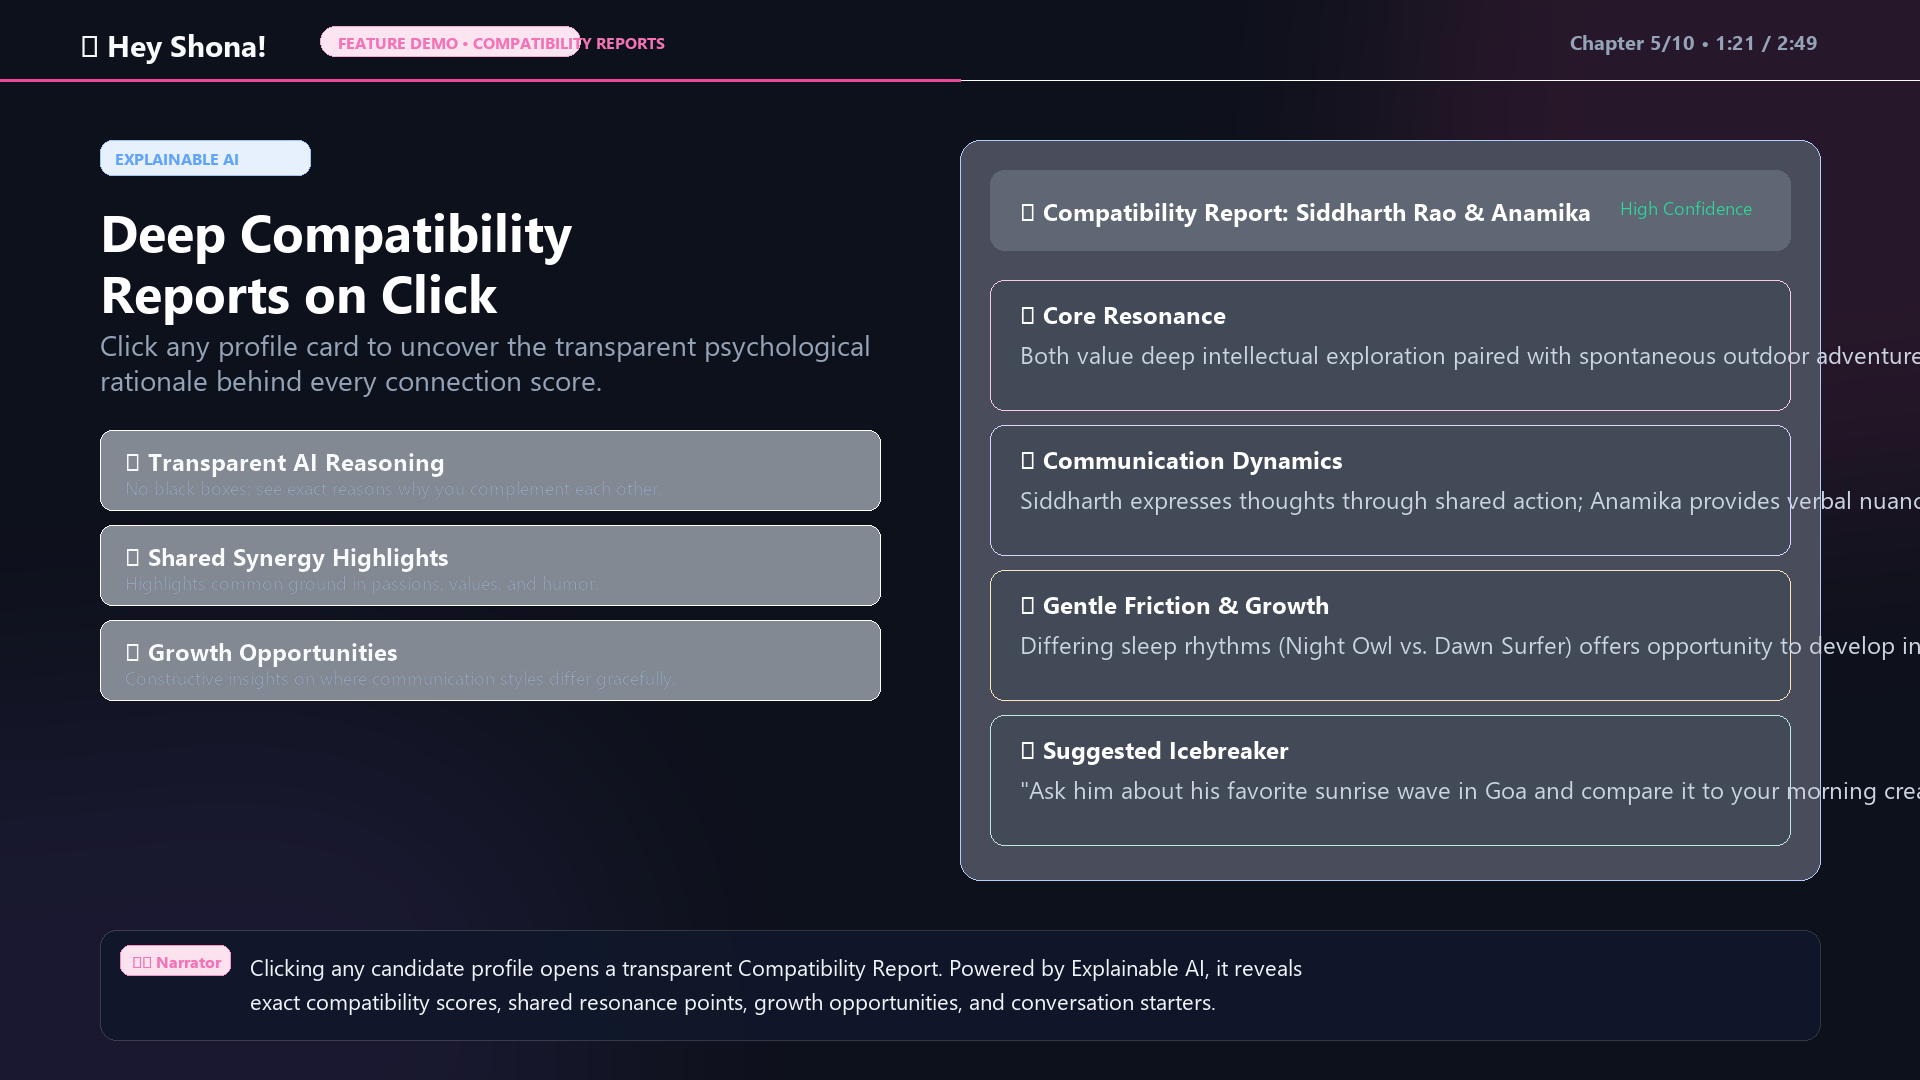 Hey Shona!
FEATURE DEMO • COMPATIBILITY REPORTS
Chapter 5/10 • 1:21 / 2:49
EXPLAINABLE AI
Deep Compatibility
Reports on Click
Click any profile card to uncover the transparent psychological
rationale behind every connection score.
Transparent AI Reasoning
No black boxes; see exact reasons why you complement each other.
Shared Synergy Highlights
Highlights common ground in passions, values, and humor.
Growth Opportunities
Constructive insights on where communication styles differ gracefully.
Compatibility Report: Siddharth Rao & Anamika
High Confidence
Core Resonance
Both value deep intellectual exploration paired with spontaneous outdoor adventure
Communication Dynamics
Siddharth expresses thoughts through shared action; Anamika provides verbal
Gentle Friction & Growth
Differing sleep rhythms (Night Owl vs. Dawn Surfer) offers opportunity to develop
Suggested Icebreaker
"Ask him about his favorite sunrise wave in Goa and compare it to your morning
Narrator
Clicking any candidate profile opens a transparent Compatibility Report. Powered by Explainable AI, it reveals
exact compatibility scores, shared resonance points, growth opportunities, and conversation starters.